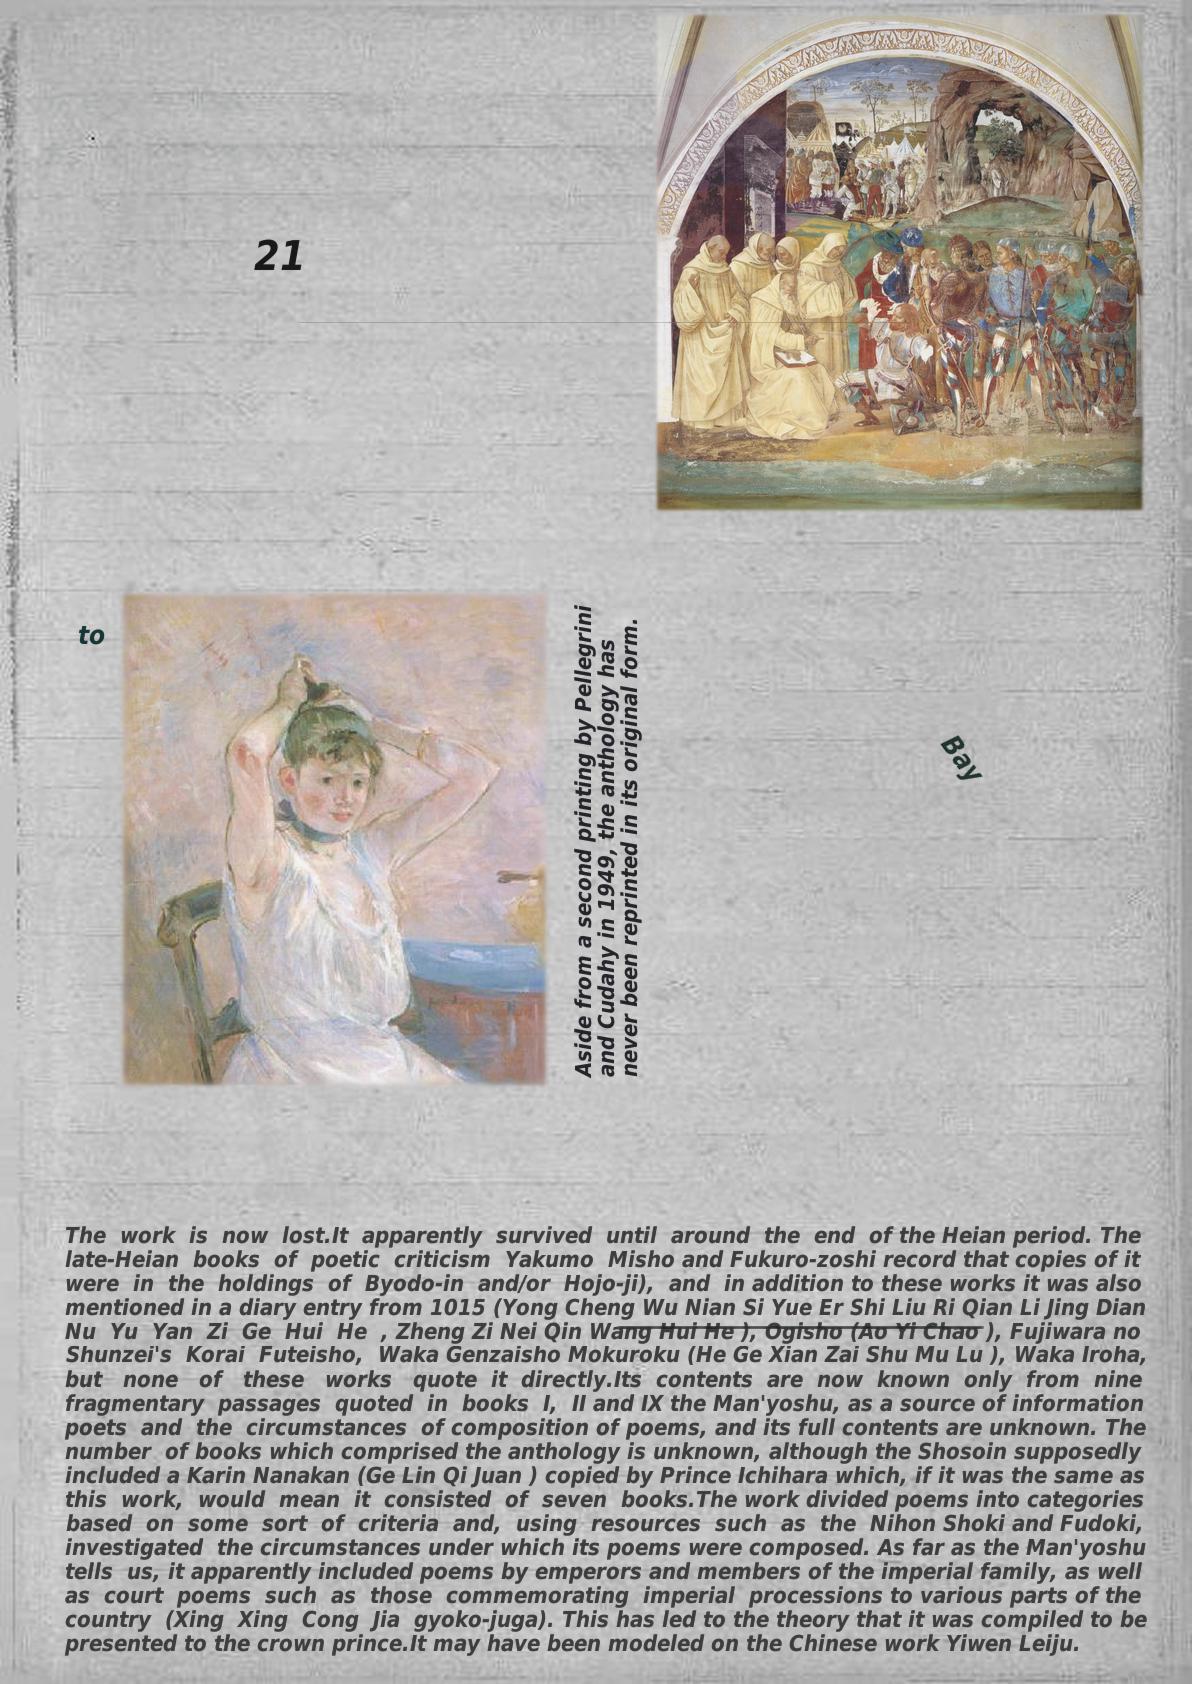 21
to
Aside from a second printing by Pellegrini
and Cudahy in 1949, the anthology has
never been reprinted in its original form.
Bay
The work is now lost.It apparently survived until around the end of the Heian period. The
late-Heian books of poetic criticism Yakumo Misho and Fukuro-zoshi record that copies of it
were in the holdings of Byodo-in and/or Hojo-ji), and in addition to these works it was also
mentioned in a diary entry from 1015 (Yong Cheng Wu Nian Si Yue Er Shi Liu Ri Qian Li Jing Dian
Nu Yu Yan Zi Ge Hui He , Zheng Zi Nei Qin Wang Hui He ), Ogisho (Ao Yi Chao ), Fujiwara no
Shunzei's Korai Futeisho, Waka Genzaisho Mokuroku (He Ge Xian Zai Shu Mu Lu ), Waka Iroha,
but none of these works quote it directly.Its contents are now known only from nine
fragmentary passages quoted in books I, II and IX the Man'yoshu, as a source of information
poets and the circumstances of composition of poems, and its full contents are unknown. The
number of books which comprised the anthology is unknown, although the Shosoin supposedly
included a Karin Nanakan (Ge Lin Qi Juan ) copied by Prince Ichihara which, if it was the same as
this work, would mean it consisted of seven books.The work divided poems into categories
based on some sort of criteria and, using resources such as the Nihon Shoki and Fudoki,
investigated the circumstances under which its poems were composed. As far as the Man'yoshu
tells us, it apparently included poems by emperors and members of the imperial family, as well
as court poems such as those commemorating imperial processions to various parts of the
country (Xing Xing Cong Jia gyoko-juga). This has led to the theory that it was compiled to be
presented to the crown prince.It may have been modeled on the Chinese work Yiwen Leiju.